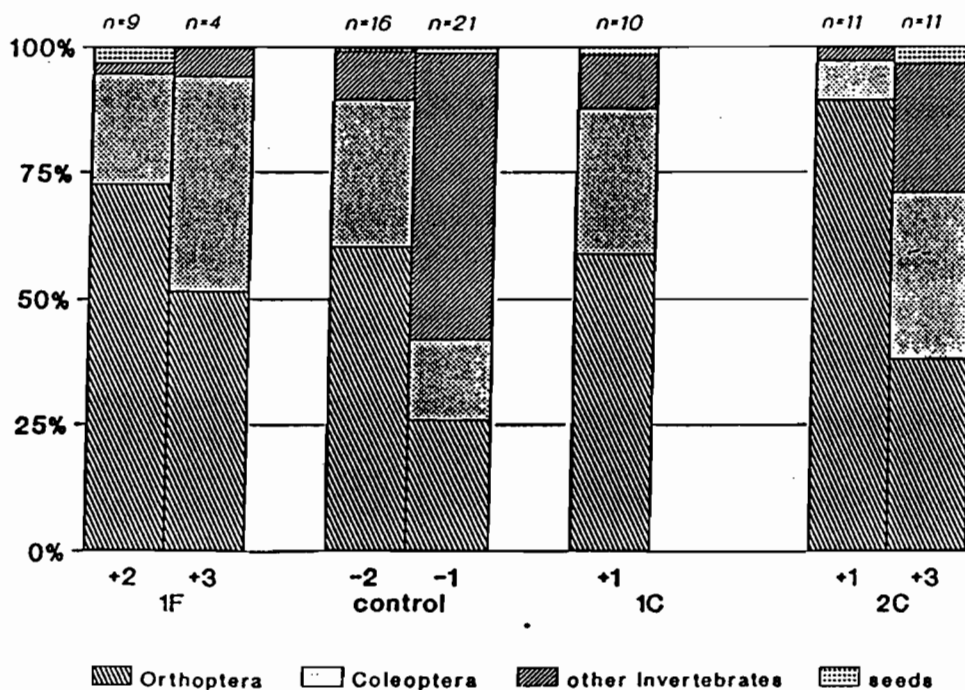 n=9 n=4 n=16 n=21 n=10 n=11 n=11
100%
75%
50%
25%
0%
+2 +3 -2 -1 +1 +1 +3
1F control 1C 2C
Orthoptera Coleoptera other Invertebrates seeds